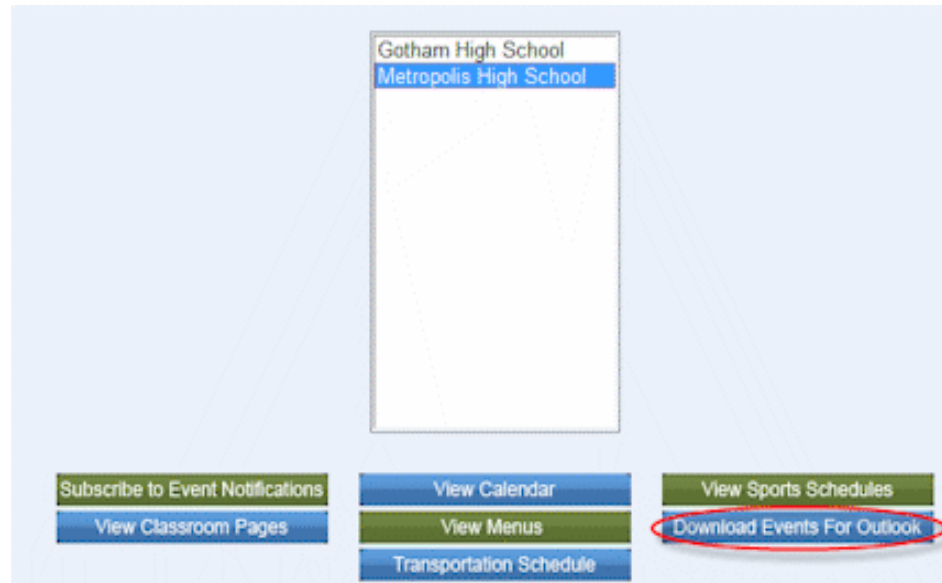 Gotham High School
Metropolis High School
Subscribe to Event Notifications
View Calendar
View Sports Schedules
View Classroom Pages
View Menus
Download Events For Outlook
Transportation Schedule